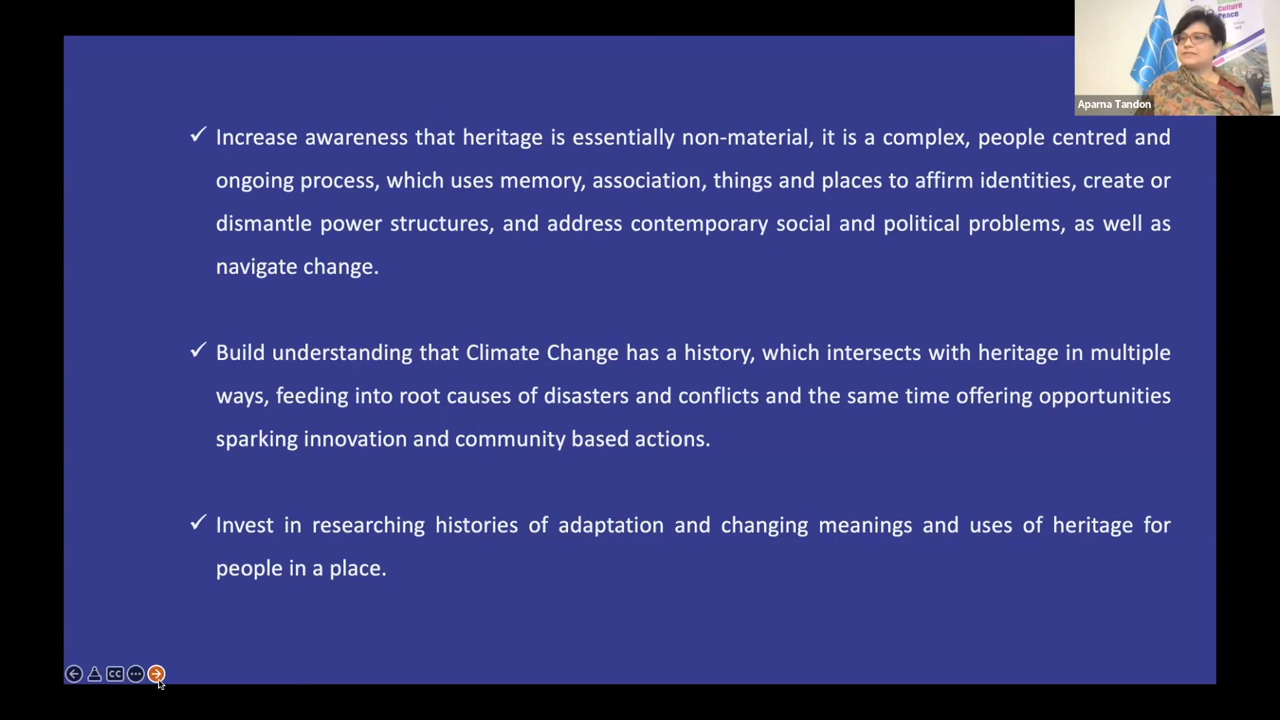 Culture
Peace
Aparna Tandon
✓ Increase awareness that heritage is essentially non-material, it is a complex, people centred and
ongoing process, which uses memory, association, things and places to affirm identities, create or
dismantle power structures, and address contemporary social and political problems, as well as
navigate change.
✓ Build understanding that Climate Change has a history, which intersects with heritage in multiple
ways, feeding into root causes of disasters and conflicts and the same time offering opportunities
sparking innovation and community based actions.
✓ Invest in researching histories of adaptation and changing meanings and uses of heritage for
people in a place.
CC